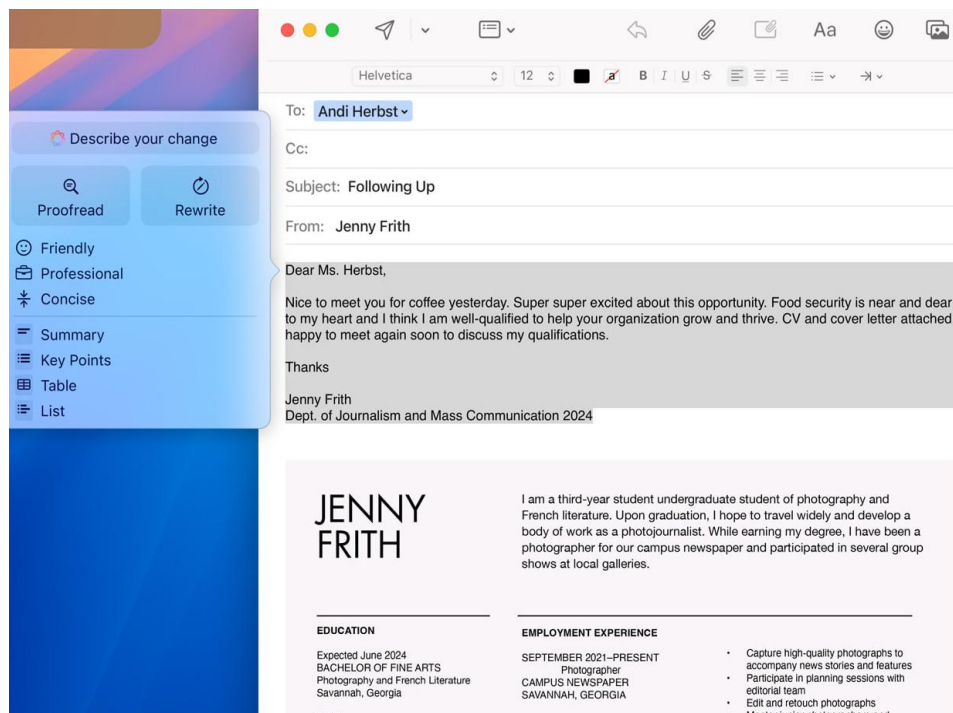 Helvetica
12
a
B I U S
Aa
To: Andi Herbst
Cc:
Subject: Following Up
From: Jenny Frith
Describe your change
Proofread
Rewrite
Friendly
Professional
Concise
Summary
Key Points
Table
List
Dear Ms. Herbst,
Nice to meet you for coffee yesterday. Super super excited about this opportunity. Food security is near and dear
to my heart and I think I am well-qualified to help your organization grow and thrive. CV and cover letter attached
happy to meet again soon to discuss my qualifications.
Thanks
Jenny Frith
Dept. of Journalism and Mass Communication 2024
JENNY
FRITH
I am a third-year student undergraduate student of photography and
French literature. Upon graduation, I hope to travel widely and develop a
body of work as a photojournalist. While earning my degree, I have been a
photographer for our campus newspaper and participated in several group
shows at local galleries.
EDUCATION
Expected June 2024
BACHELOR OF FINE ARTS
Photography and French Literature
Savannah, Georgia
EMPLOYMENT EXPERIENCE
SEPTEMBER 2021–PRESENT
Photographer
CAMPUS NEWSPAPER
SAVANNAH, GEORGIA
• Capture high-quality photographs to
accompany news stories and features
• Participate in planning sessions with
editorial team
• Edit and retouch photographs